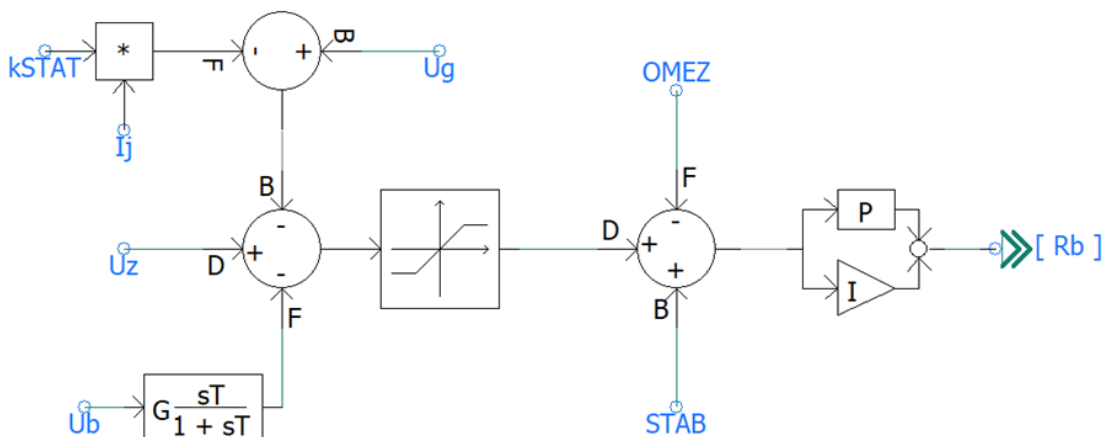 kSTAT
*
F
-
+
B
Ug
Ij
OMEZ
B
F
-
-
P
Uz
D
+
-
D
+
+
[ Rb ]
I
F
B
Ub
G sT
1 + sT
STAB